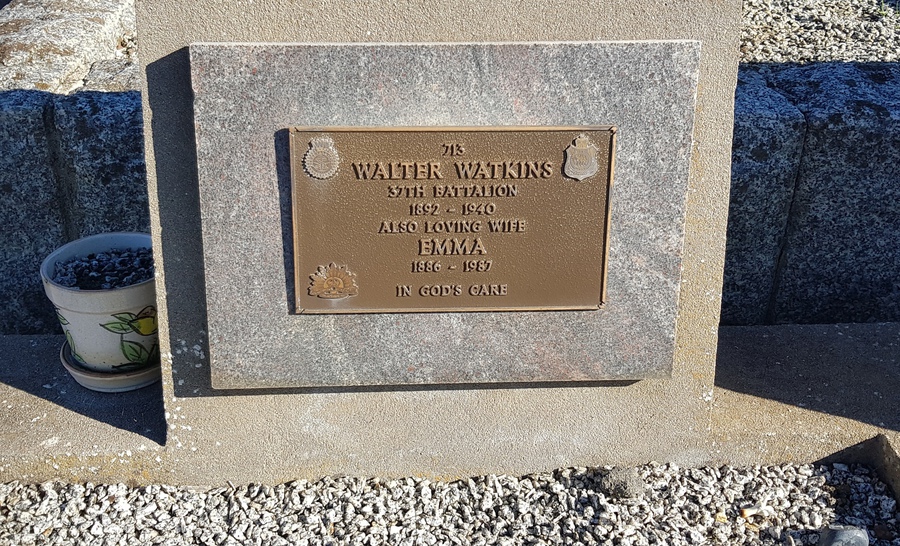 713
WALTER WATKINS
37TH BATTALION
1892 - 1940
ALSO LOVING WIFE
EMMA
1886 - 1987
IN GOD'S CARE